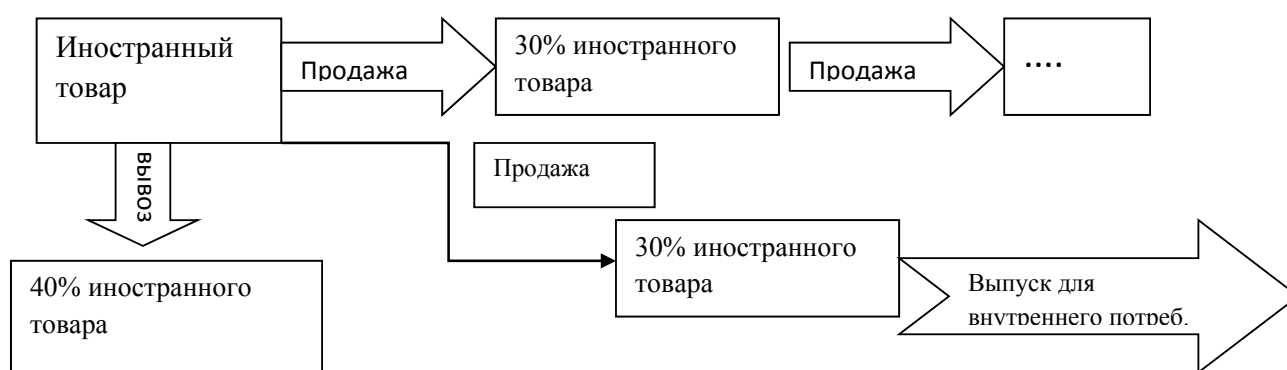 Иностранный
товар
Продажа
30% иностранного
товара
Продажа
....
вывоз
Продажа
30% иностранного
товара
40% иностранного
товара
Выпуск для
внутреннего потреб.